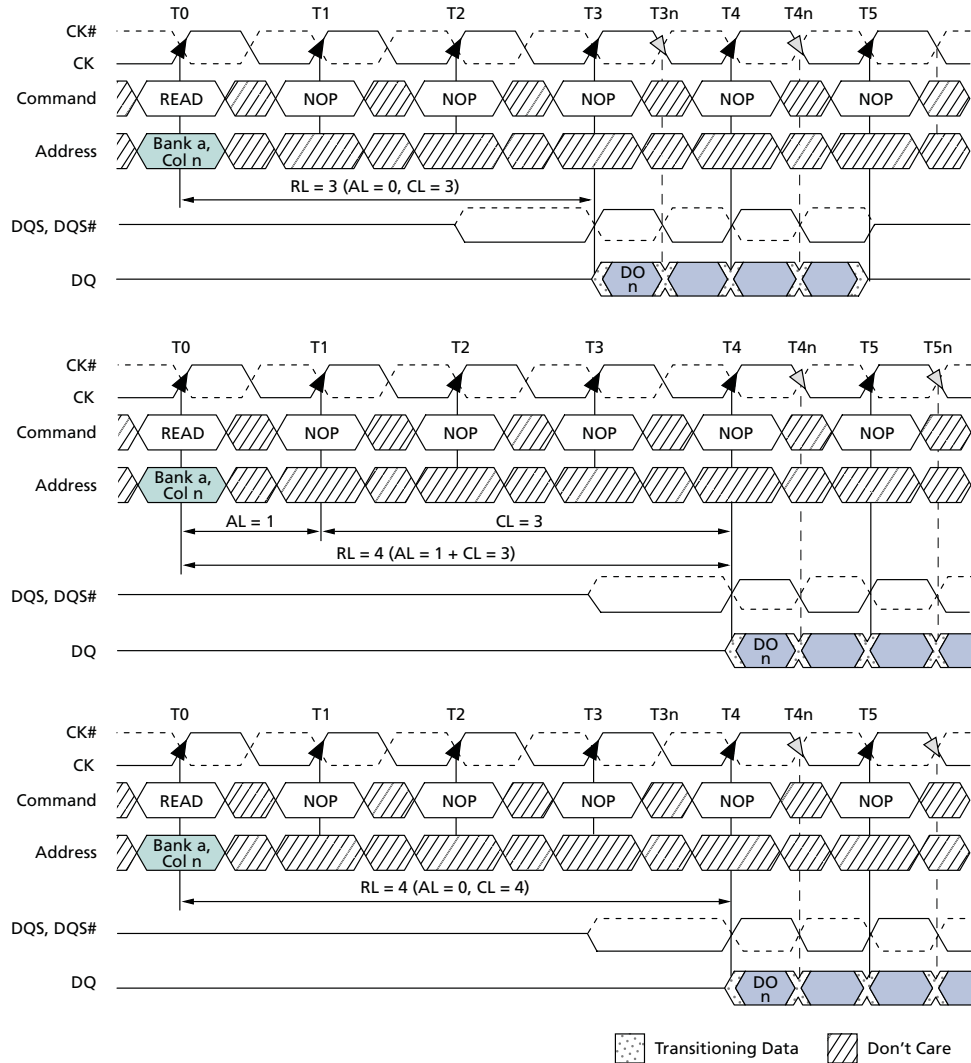 T0 T1 T2 T3 T3n T4 T4n T5
CK#
CK
Command READ NOP NOP NOP NOP NOP
Address Bank a,
Col n
RL = 3 (AL = 0, CL = 3)
DQS, DQS#
DQ DO
n
T0 T1 T2 T3 T4 T4n T5 T5n
CK#
CK
Command READ NOP NOP NOP NOP NOP
Address Bank a,
Col n
AL = 1 CL = 3
RL = 4 (AL = 1 + CL = 3)
DQS, DQS#
DQ DO
n
T0 T1 T2 T3 T3n T4 T4n T5
CK#
CK
Command READ NOP NOP NOP NOP NOP
Address Bank a,
Col n
RL = 4 (AL = 0, CL = 4)
DQS, DQS#
DQ DO
n
Transitioning Data Don't Care